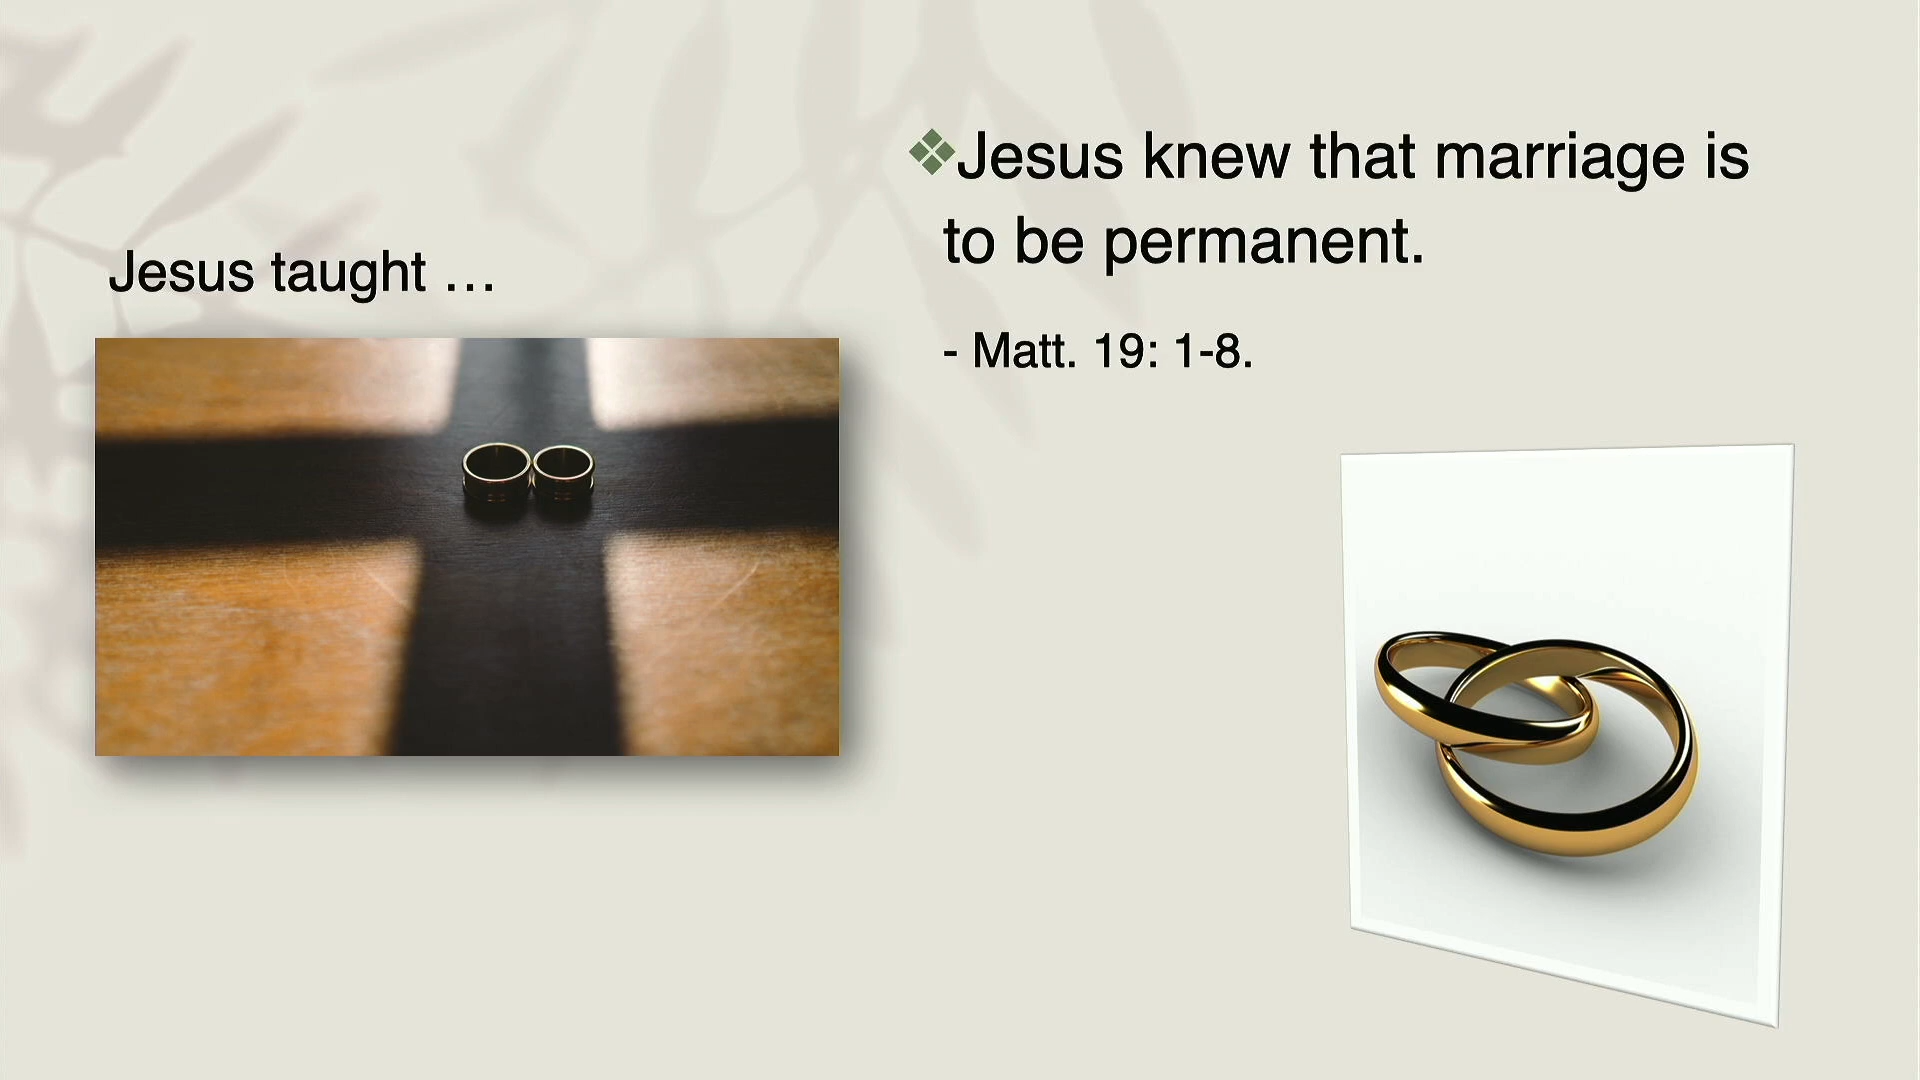 Jesus taught …
❖Jesus knew that marriage is
to be permanent.
- Matt. 19: 1-8.